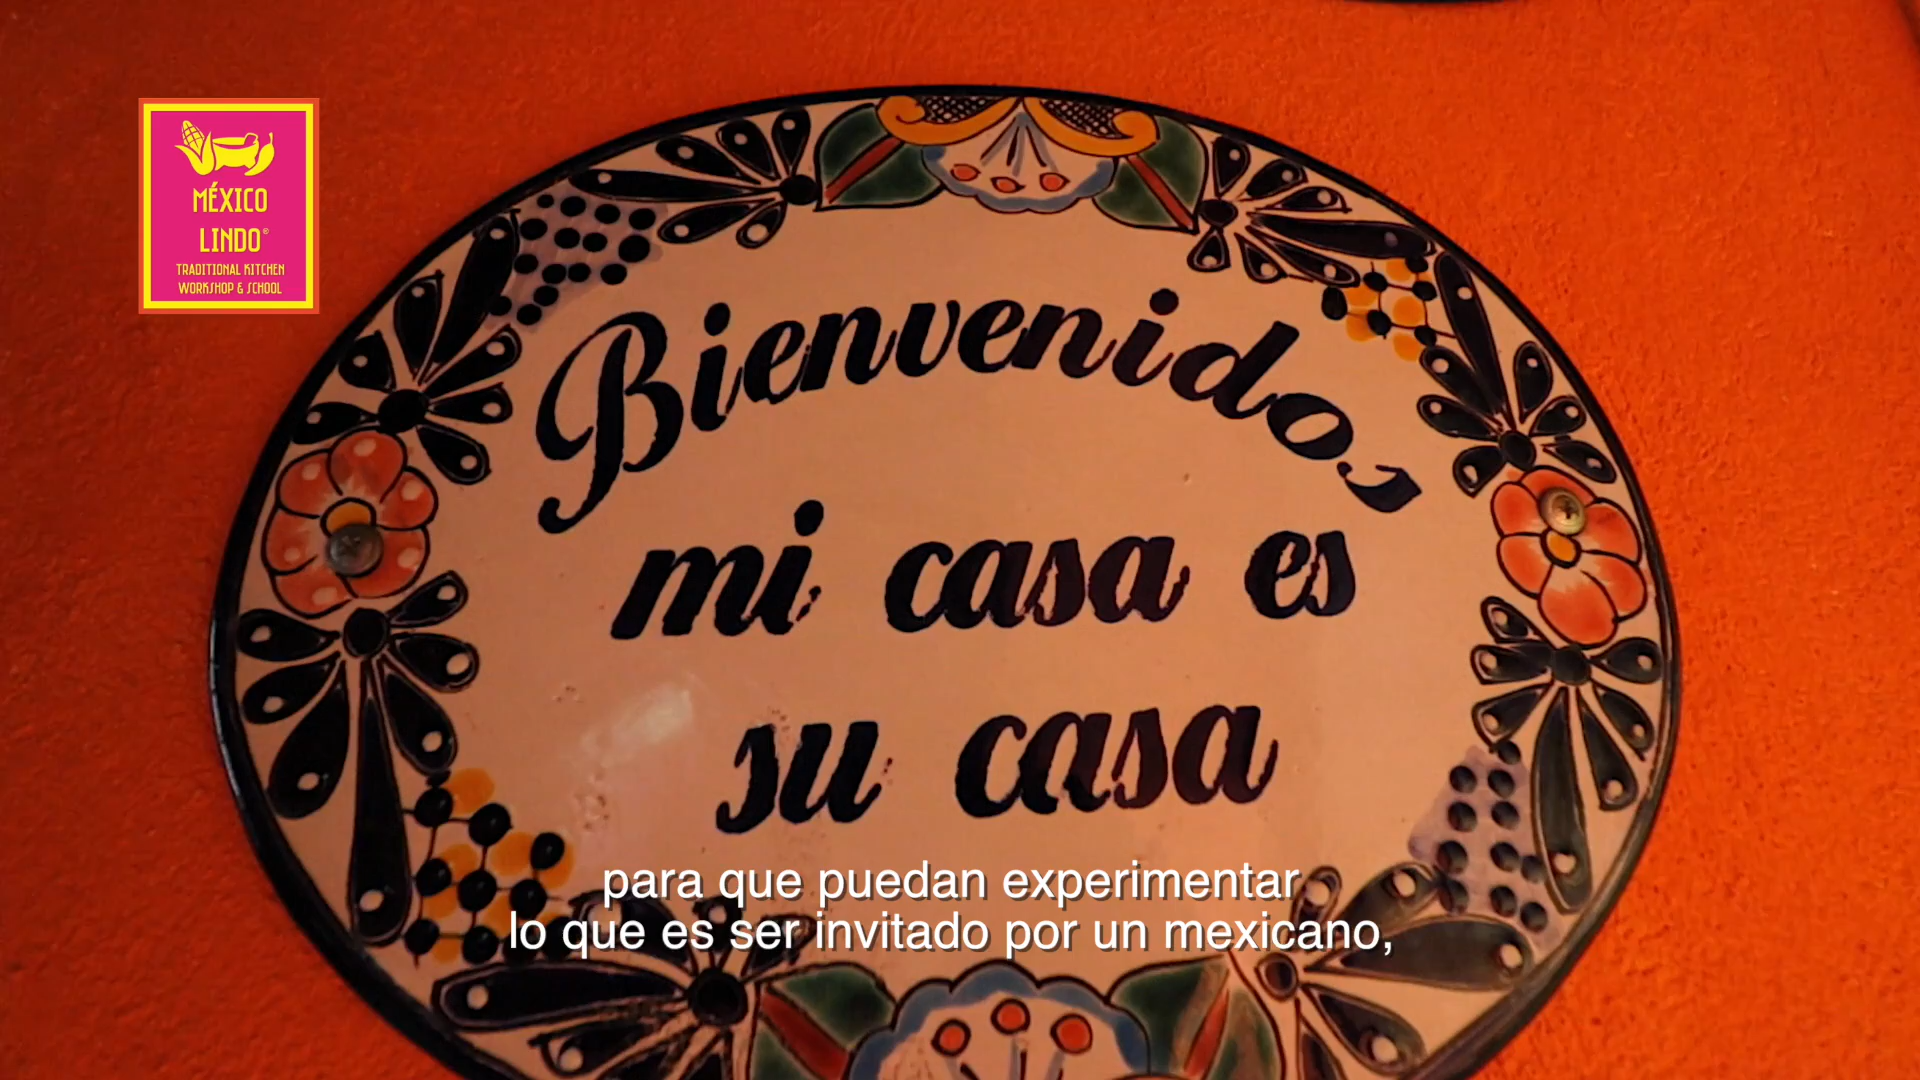 MÉXICO
LINDO®
TRADITIONAL KITCHEN
WORKSHOP & SCHOOL
Bienvenidos
mi casa es
su casa
para que puedan experimentar
lo que es ser invitado por un mexicano,